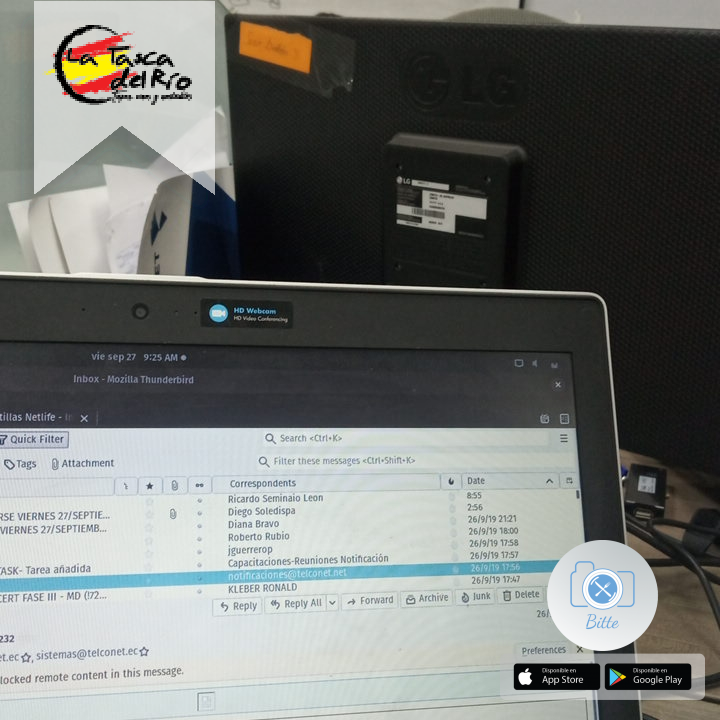 La Tasca
del Río
LG
LG
HD Webcam
HD Video Conferencing
vie sep 27 9:25 AM
Inbox - Mozilla Thunderbird
tillas Netlife - In
Quick Filter
Search <Ctrl+K>
Tags
Attachment
Filter these messages <Ctrl+Shift+K>
Correspondents
Date
Ricardo Seminaio Leon
8:55
RSE VIERNES 27/SEPTIE...
Diego Soledispa
2:56
VIERNES 27/SEPTIEMB...
Diana Bravo
26/9/19 21:21
Roberto Rubio
26/9/19 18:00
jguerrerop
26/9/19 17:58
TASK- Tarea añadida
Capacitaciones-Reuniones Notificación
26/9/19 17:57
notificaciones@telconet.net
26/9/19 17:56
CERT FASE III - MD (!72...
KLEBER RONALD
26/9/19 17:47
Reply
Reply All
Forward
Archive
Junk
Delete
26/
232
et.ec, sistemas@telconet.ec
Preferences X
locked remote content in this message.
Bitte
Disponible en
App Store
Disponible en
Google Play